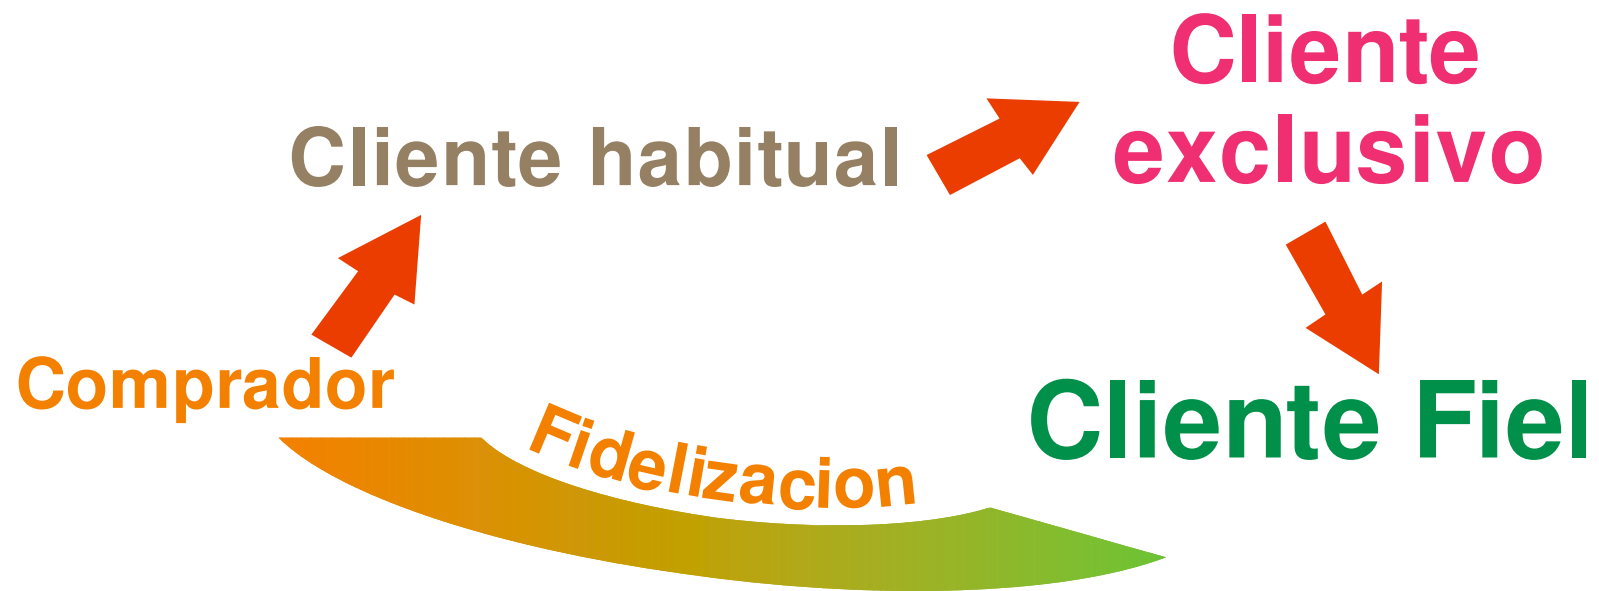 Cliente
exclusivo
Cliente habitual
Comprador
Cliente Fiel
Fidelizacion